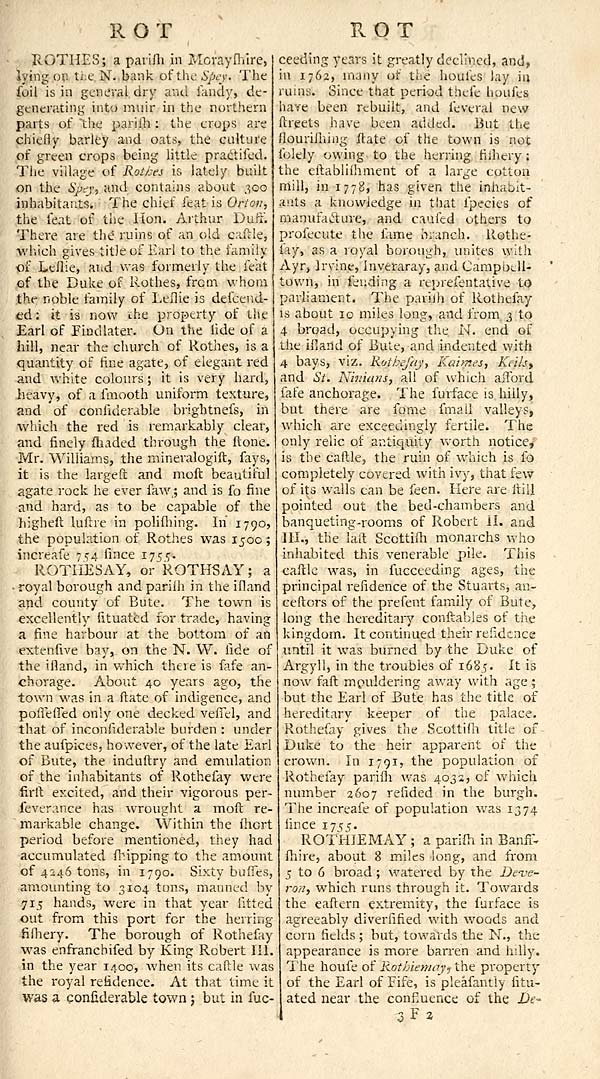 ROT
ROTHES; a parish in Morayshire,
lying on the N. bank of the Spey. The
soil is in general dry and sandy, de-
generating into muir in the northern
parts of the parish: the crops are
chiefly barley and oats, the culture
of green crops being little practised.
The village of Rothes is lately built
on the Spey, and contains about 300
inhabitants. The chief seat is Orton,
the seat of the Hon. Arthur Duff.
There are the ruins of an old castle,
which gives title of Earl to the family
of Leslie, and was formerly the seat
of the Duke of Rothes, from whom
the noble family of Leslie is descend-
ed: it is now the property of the
Earl of Findlater. On the side of a
hill, near the church of Rothes, is a
quantity of fine agate, of elegant red
and white colours; it is very hard,
heavy, of a smooth uniform texture,
and of considerable brightness, in
which the red is remarkably clear,
and finely shaded through the stone.
Mr. Williams, the mineralogist, says,
it is the largest and most beautiful
agate rock he ever saw; and is so fine
and hard, as to be capable of the
highest lustre in polishing. In 1790,
the population of Rothes was 1500;
increase 754 since 1755.
ROTHESAY, or ROTHSAY; a
royal borough and parish in the island
and county of Bute. The town is
excellently situated for trade, having
a fine harbour at the bottom of an
extensive bay, on the N. W. side of
the island, in which there is safe an-
chorage. About 40 years ago, the
town was in a state of indigence, and
possessed only one decked vessel, and
that of inconsiderable burden: under
the auspices, however, of the late Earl
of Bute, the industry and emulation
of the inhabitants of Rothesay were
first excited, and their vigorous per-
severance has wrought a most re-
markable change. Within the short
period before mentioned, they had
accumulated shipping to the amount
of 4246 tons, in 1790. Sixty busses,
amounting to 3104 tons, manned by
715 hands, were in that year fitted
out from this port for the herring
fishery. The borough of Rothesay
was enfranchised by King Robert III.
in the year 1400, when its castle was
the royal residence. At that time it
was a considerable town; but in suc-
ROT
ceeding years it greatly declined, and,
in 1762, many of the houses lay in
ruins. Since that period these houses
have been rebuilt, and several new
streets have been added. But the
flourishing state of the town is not
solely owing to the herring fishery:
the establishment of a large cotton
mill, in 1778, has given the inhabit-
ants a knowledge in that species of
manufacture, and caused others to
prosecute the same branch. Rothe-
say, as a royal borough, unites with
Ayr, Irvine, Inveraray, and Campbell-
town, in sending a representative to
parliament. The parish of Rothesay
is about 10 miles long, and from 3 to
4 broad, occupying the N. end of
the island of Bute, and indented with
4 bays, viz. Rothesay, Kaimes, Keils,
and St. Ninians, all of which afford
safe anchorage. The surface is hilly,
but there are some small valleys,
which are exceedingly fertile. The
only relic of antiquity worth notice,
is the castle, the ruin of which is so
completely covered with ivy, that few
of its walls can be seen. Here are still
pointed out the bed-chambers and
banqueting-rooms of Robert II. and
III., the last Scottish monarchs who
inhabited this venerable pile. This
castle was, in succeeding ages, the
principal residence of the Stuarts, an-
cestors of the present family of Bute,
long the hereditary constables of the
kingdom. It continued their residence
until it was burned by the Duke of
Argyll, in the troubles of 1685. It is
now fast mouldering away with age;
but the Earl of Bute has the title of
hereditary keeper of the palace.
Rothesay gives the Scottish title of
Duke to the heir apparent of the
crown. In 1791, the population of
Rothesay parish was 4032, of which
number 2607 resided in the burgh.
The increase of population was 1374
since 1755.
ROTHIEMAY; a parish in Banff-
shire, about 8 miles long, and from
5 to 6 broad; watered by the Deve-
ron, which runs through it. Towards
the eastern extremity, the surface is
agreeably diversified with woods and
corn fields; but, towards the N., the
appearance is more barren and hilly.
The house of Rothiemay, the property
of the Earl of Fife, is pleasantly situ-
ated near the confluence of the De-
3 F 2